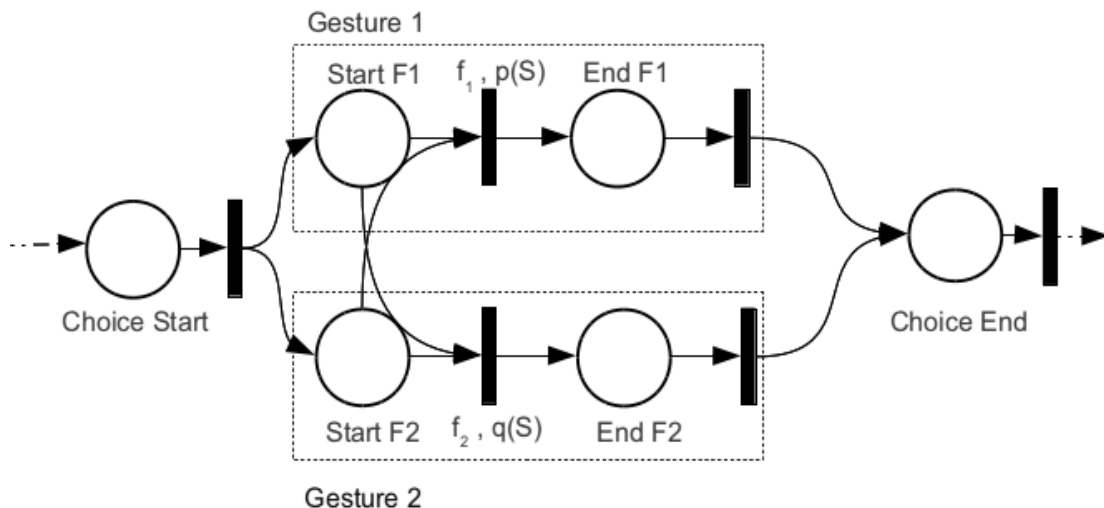 Gesture 1
Start F1
f₁ , p(S)
End F1
Choice Start
Choice End
Start F2
f₂ , q(S)
End F2
Gesture 2